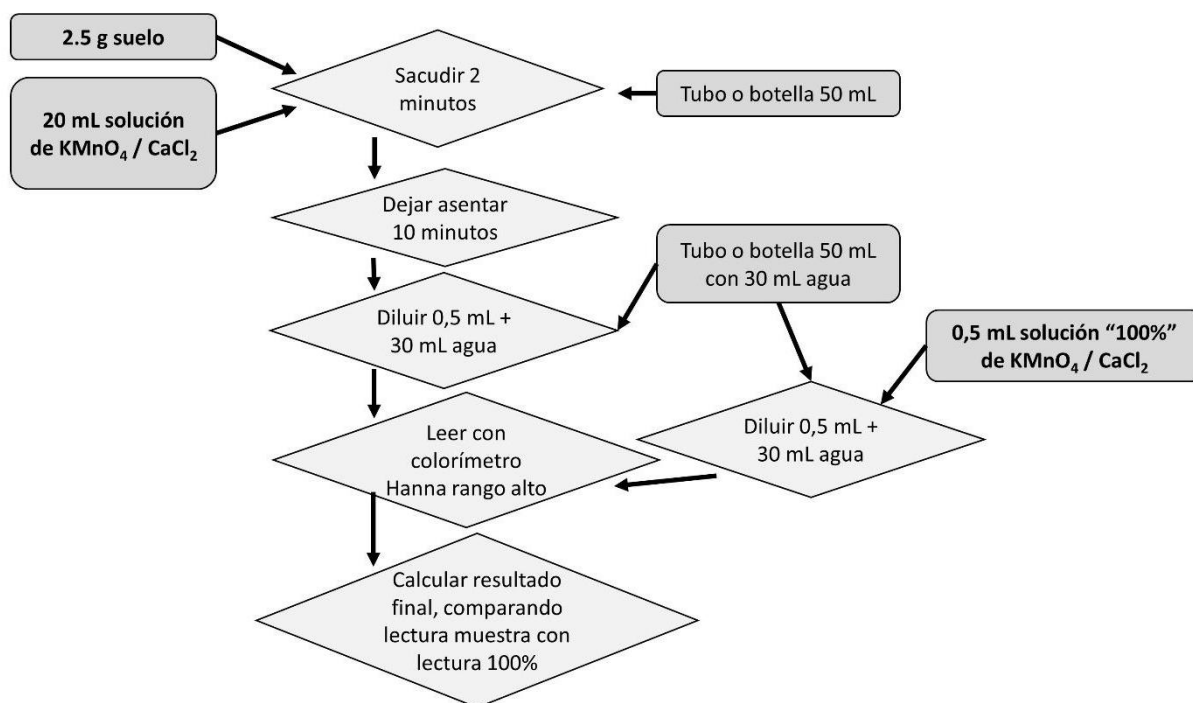 2.5 g suelo
20 mL solución
de KMnO₄ / CaCl₂
Sacudir 2
minutos
Tubo o botella 50 mL
Dejar asentar
10 minutos
Tubo o botella 50 mL
con 30 mL agua
Diluir 0,5 mL +
30 mL agua
0,5 mL solución “100%”
de KMnO₄ / CaCl₂
Diluir 0,5 mL +
30 mL agua
Leer con
colorímetro
Hanna rango alto
Calcular resultado
final, comparando
lectura muestra con
lectura 100%